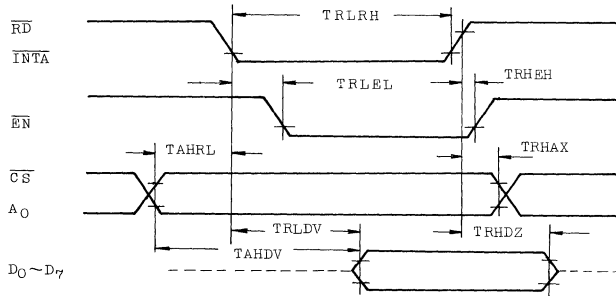 RD
TRLRH
INTA
TRLEL
TRHEH
EN
TAHRL
TRHAX
CS
A0
TRLDV
TRHDZ
TAHDV
D0~D7